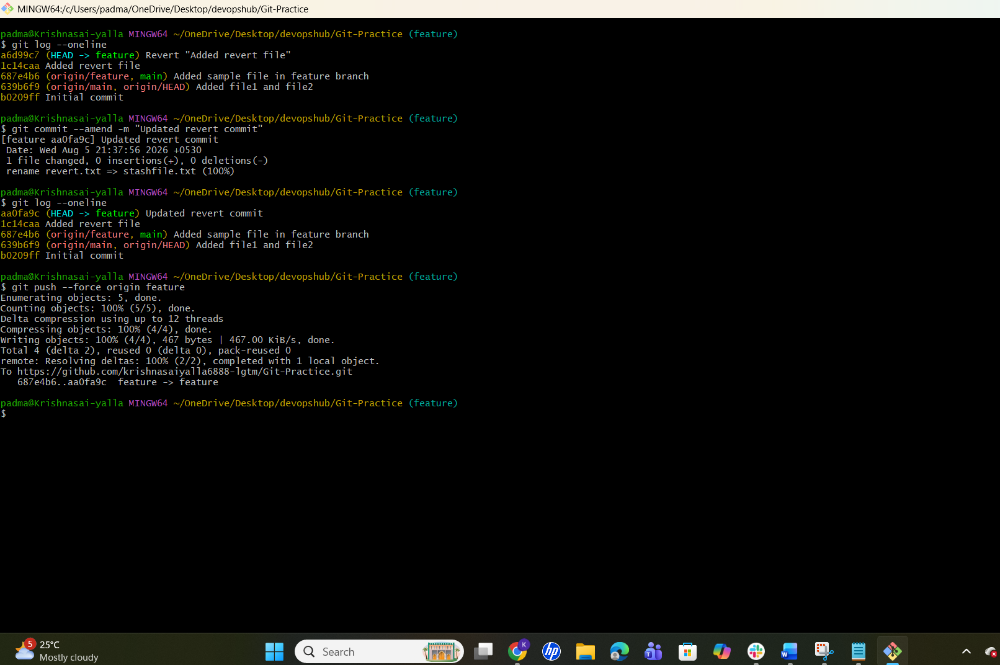 MINGW64:/c/Users/padma/OneDrive/Desktop/devopshub/Git-Practice
padma@Krishnasai-yalla MINGW64 ~/OneDrive/Desktop/devopshub/Git-Practice (feature)
$ git log --oneline
a6d99c7 (HEAD -> feature) Revert "Added revert file"
1c14caa Added revert file
687e4b6 (origin/feature, main) Added sample file in feature branch
639b6f9 (origin/main, origin/HEAD) Added file1 and file2
b0209ff Initial commit
padma@Krishnasai-yalla MINGW64 ~/OneDrive/Desktop/devopshub/Git-Practice (feature)
$ git commit --amend -m "Updated revert commit"
[feature aa0fa9c] Updated revert commit
Date: Wed Aug 5 21:37:56 2026 +0530
1 file changed, 0 insertions(+), 0 deletions(-)
rename revert.txt => stashfile.txt (100%)
padma@Krishnasai-yalla MINGW64 ~/OneDrive/Desktop/devopshub/Git-Practice (feature)
$ git log --oneline
aa0fa9c (HEAD -> feature) Updated revert commit
1c14caa Added revert file
687e4b6 (origin/feature, main) Added sample file in feature branch
639b6f9 (origin/main, origin/HEAD) Added file1 and file2
b0209ff Initial commit
padma@Krishnasai-yalla MINGW64 ~/OneDrive/Desktop/devopshub/Git-Practice (feature)
$ git push --force origin feature
Enumerating objects: 5, done.
Counting objects: 100% (5/5), done.
Delta compression using up to 12 threads
Compressing objects: 100% (4/4), done.
Writing objects: 100% (4/4), 467 bytes | 467.00 KiB/s, done.
Total 4 (delta 2), reused 0 (delta 0), pack-reused 0
remote: Resolving deltas: 100% (2/2), completed with 1 local object.
To https://github.com/krishnasaiyalla6888-lgtm/Git-Practice.git
687e4b6..aa0fa9c  feature -> feature
padma@Krishnasai-yalla MINGW64 ~/OneDrive/Desktop/devopshub/Git-Practice (feature)
$
5
25°C
Mostly cloudy
Search
K
hp
T
W